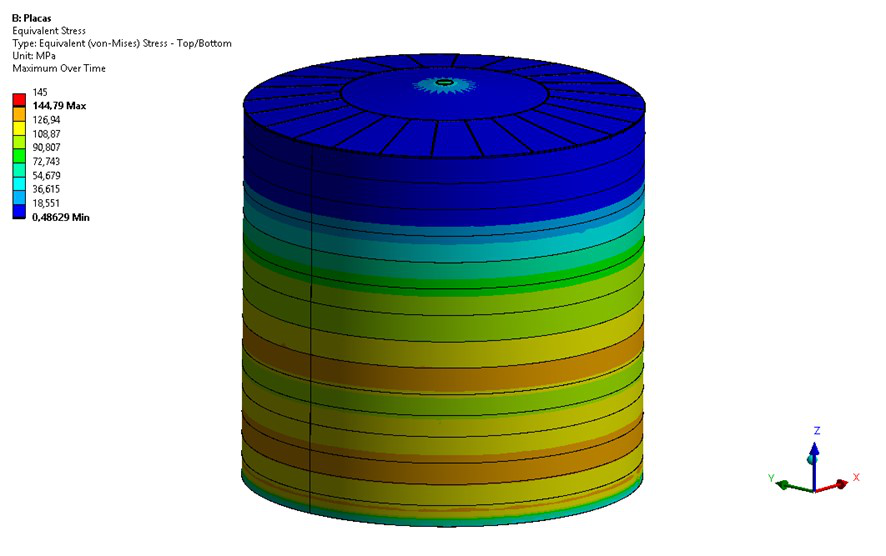 B: Placas
Equivalent Stress
Type: Equivalent (von-Mises) Stress - Top/Bottom
Unit: MPa
Maximum Over Time
145
144,79 Max
126,94
108,87
90,807
72,743
54,679
36,615
18,551
0,48629 Min
Z
Y
X